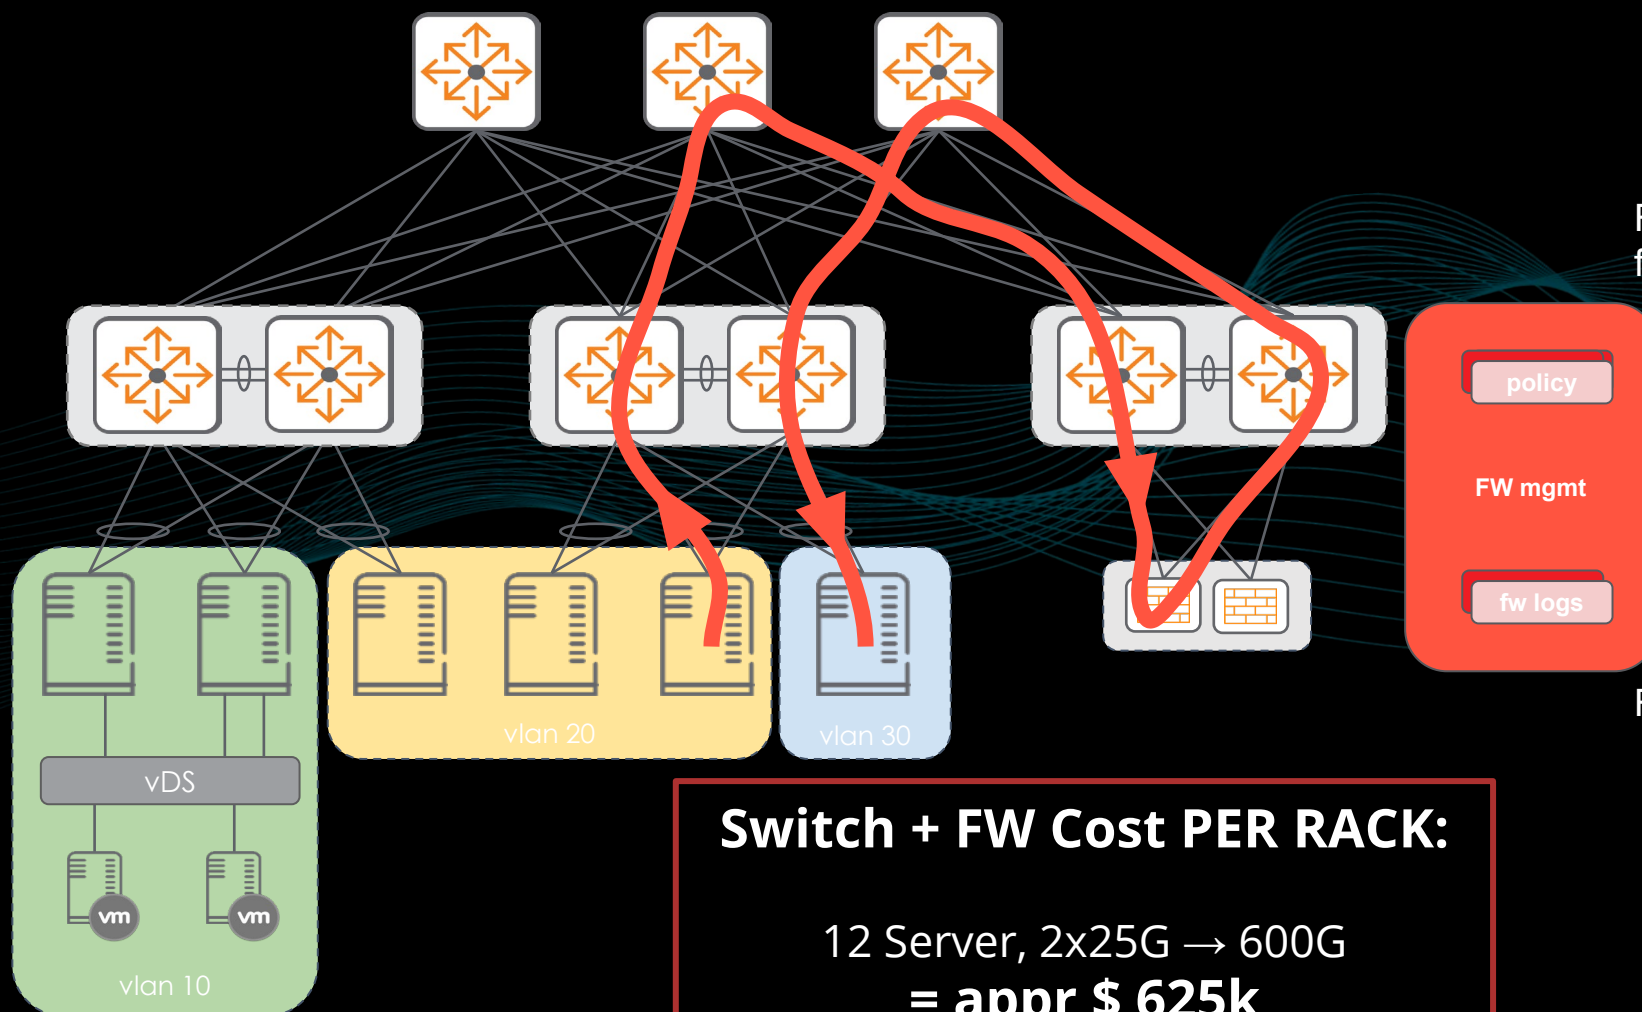 policy
FW mgmt
fw logs
vlan 20
vlan 30
vDS
vm
vm
vlan 10
Switch + FW Cost PER RACK:
12 Server, 2x25G → 600G
= appr $ 625k